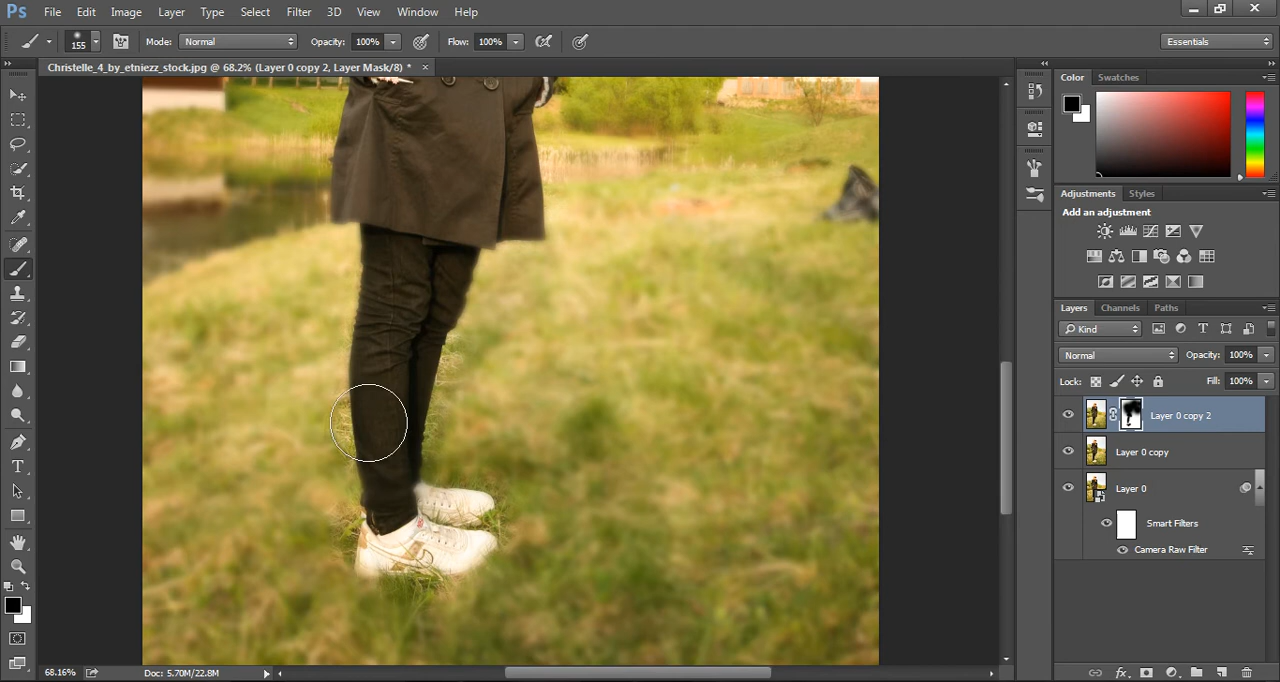 Ps File Edit Image Layer Type Select Filter 3D View Window Help
155 Mode: Normal Opacity: 100% Flow: 100% Essentials
Christelle_4_by_etniezz_stock.jpg @ 68.2% (Layer 0 copy 2, Layer Mask/8) *
Color Swatches
Adjustments Styles
Add an adjustment
Layers Channels Paths
Kind
Normal Opacity: 100%
Lock: Fill: 100%
Layer 0 copy 2
Layer 0 copy
Layer 0
Smart Filters
Camera Raw Filter
68.16% Doc: 5.70M/22.8M